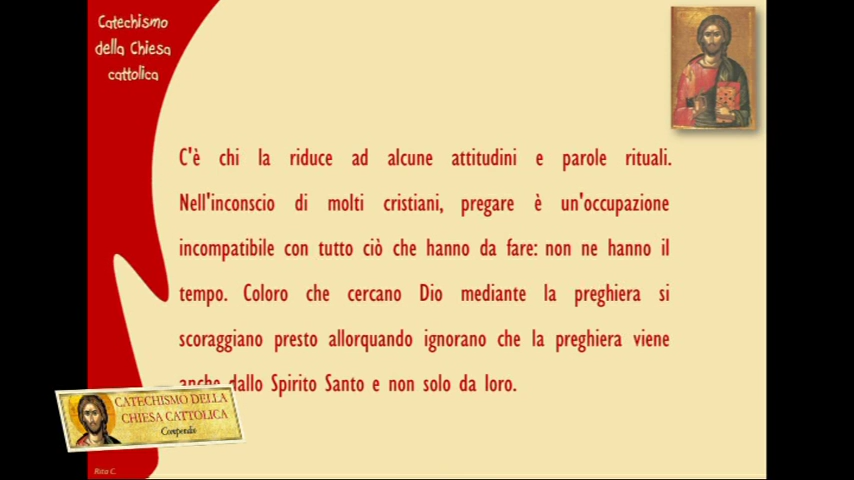 Catechismo
della Chiesa
cattolica
C'è chi la riduce ad alcune attitudini e parole rituali.
Nell'inconscio di molti cristiani, pregare è un'occupazione
incompatibile con tutto ciò che hanno da fare: non ne hanno il
tempo. Coloro che cercano Dio mediante la preghiera si
scoraggiano presto allorquando ignorano che la preghiera viene
anche dallo Spirito Santo e non solo da loro.
CATECHISMO DELLA
CHIESA CATTOLICA
Compendio
Rita C.